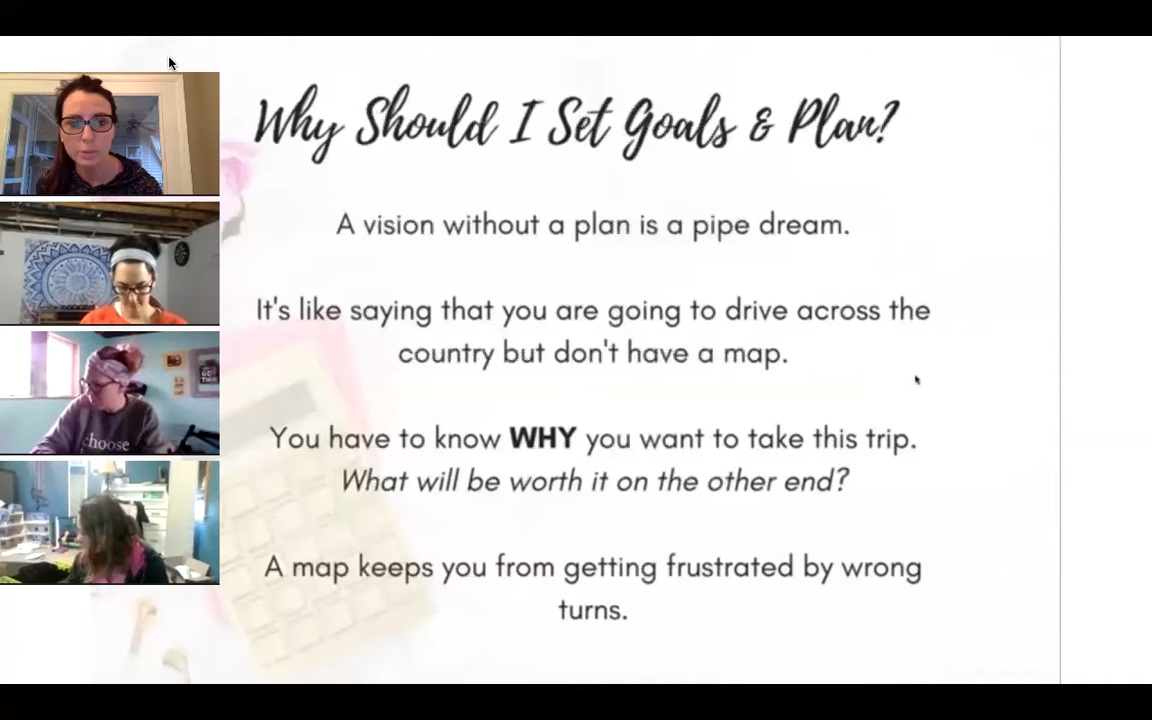 Why Should I Set Goals & Plan?
A vision without a plan is a pipe dream.
It's like saying that you are going to drive across the
country but don't have a map.
You have to know WHY you want to take this trip.
What will be worth it on the other end?
A map keeps you from getting frustrated by wrong
turns.
choose